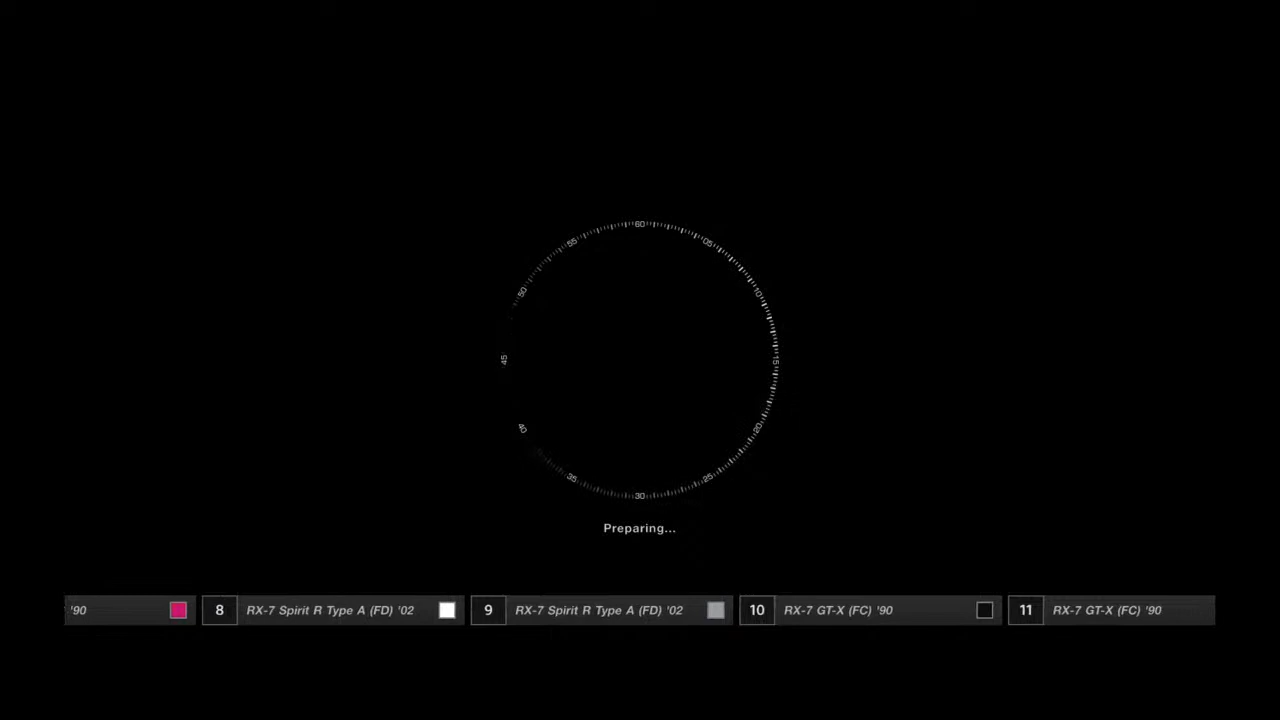 60
05
10
15
20
25
30
35
40
45
50
55
Preparing...
'90
8 RX-7 Spirit R Type A (FD) '02
9 RX-7 Spirit R Type A (FD) '02
10 RX-7 GT-X (FC) '90
11 RX-7 GT-X (FC) '90